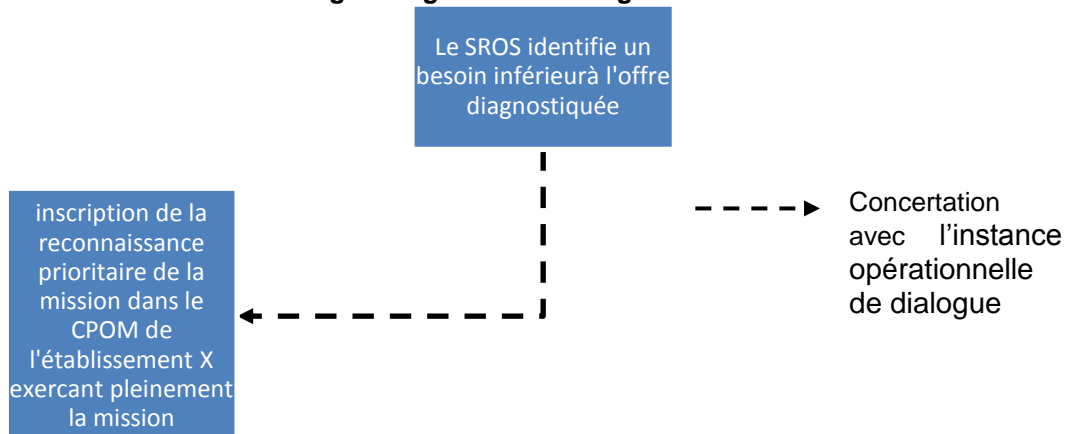 Le SROS identifie un
besoin inférieurà l'offre
diagnostiquée
inscription de la
reconnaissance
prioritaire de la
mission dans le
CPOM de
l'établissement X
exercant pleinement
la mission
Concertation
avec l'instance
opérationnelle
de dialogue